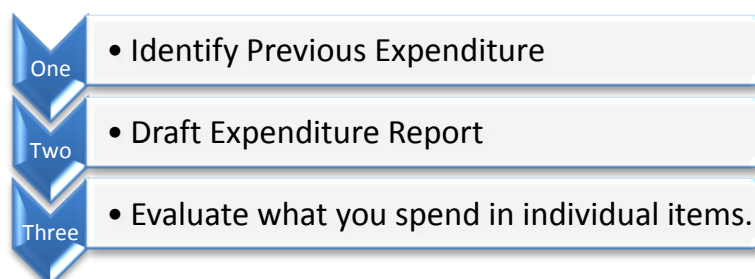 One
• Identify Previous Expenditure
Two
• Draft Expenditure Report
Three
• Evaluate what you spend in individual items.